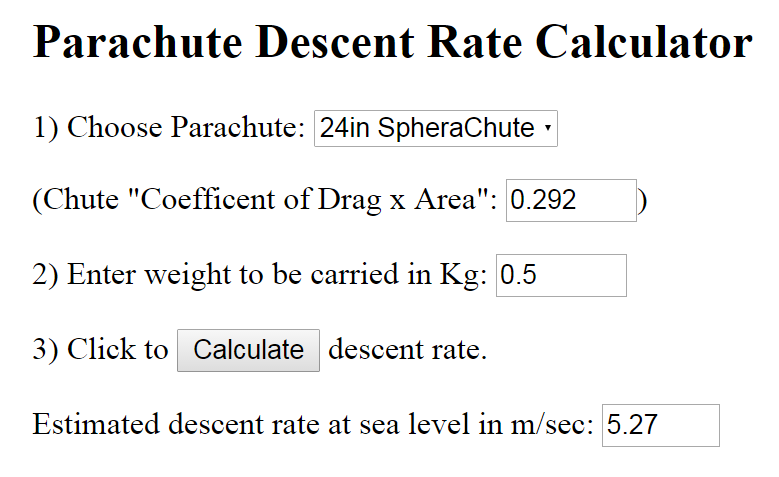 Parachute Descent Rate Calculator
1) Choose Parachute: 24in SpheraChute
(Chute "Coefficent of Drag x Area": 0.292)
2) Enter weight to be carried in Kg: 0.5
3) Click to Calculate descent rate.
Estimated descent rate at sea level in m/sec: 5.27